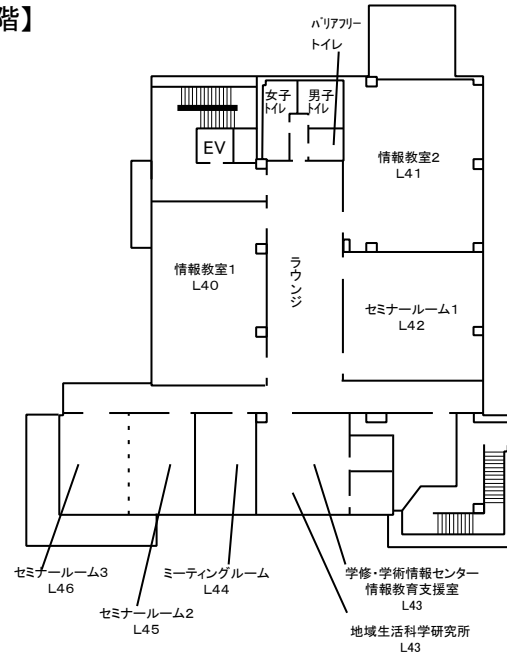 階】
バリアフリー
トイレ
女子
トイレ
男子
トイレ
EV
情報教室2
L41
情報教室1
L40
ラウンジ
セミナールーム1
L42
セミナールーム3
L46
ミーティングルーム
L44
学修・学術情報センター
情報教育支援室
L43
セミナールーム2
L45
地域生活科学研究所
L43